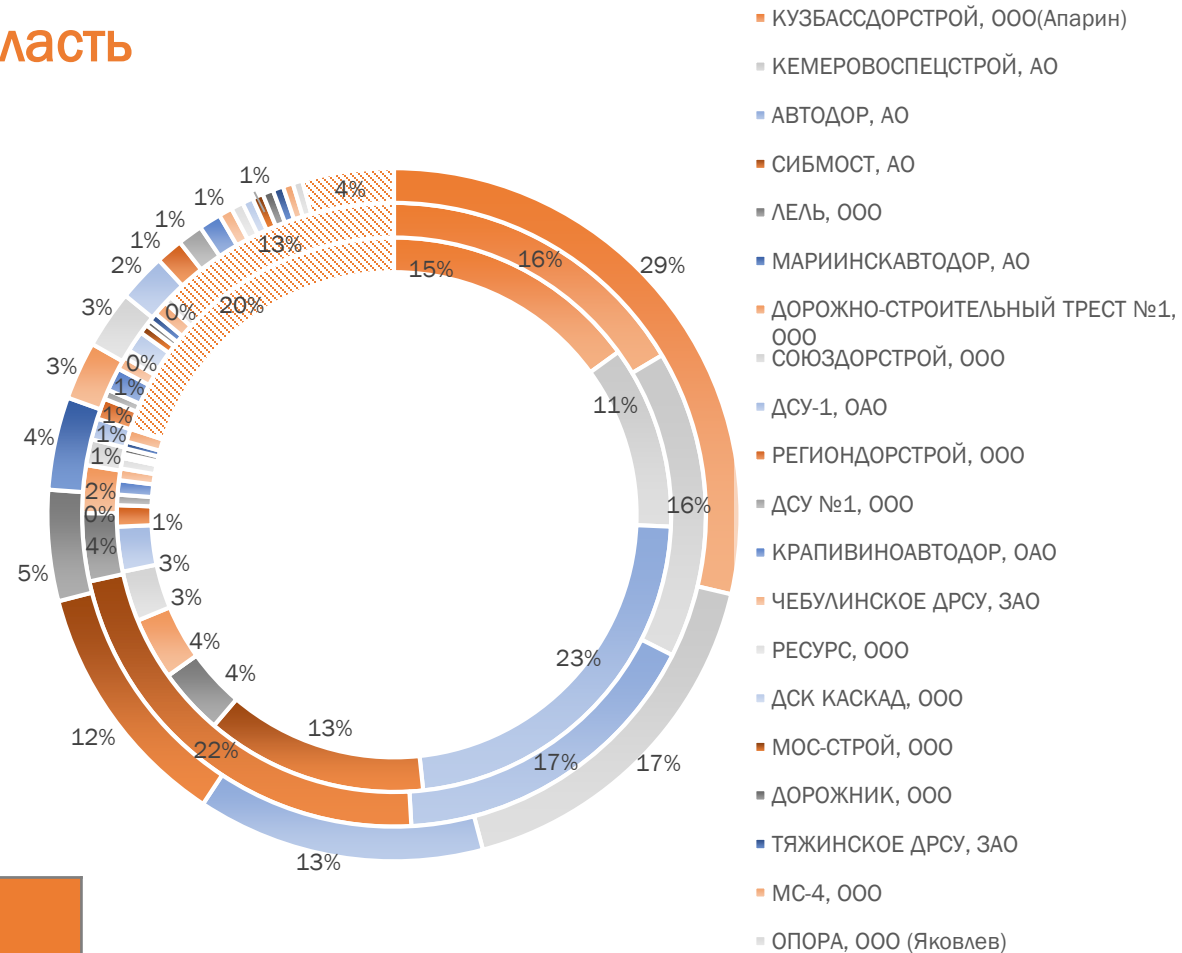 ласть
КУЗБАССДОРСТРОЙ, ООО(Апарин)
КЕМЕРОВОСПЕЦСТРОЙ, АО
АВТОДОР, АО
СИБМОСТ, АО
ЛЕЛЬ, ООО
МАРИИНСКАВТОДОР, АО
ДОРОЖНО-СТРОИТЕЛЬНЫЙ ТРЕСТ №1,
ООО
СОЮЗДОРСТРОЙ, ООО
ДСУ-1, ОАО
РЕГИОНДОРСТРОЙ, ООО
ДСУ №1, ООО
КРАПИВИНОАВТОДОР, ОАО
ЧЕБУЛИНСКОЕ ДРСУ, ЗАО
РЕСУРС, ООО
ДСК КАСКАД, ООО
МОС-СТРОЙ, ООО
ДОРОЖНИК, ООО
ТЯЖИНСКОЕ ДРСУ, ЗАО
МС-4, ООО
ОПОРА, ООО (Яковлев)
29%
17%
13%
12%
5%
4%
3%
3%
2%
1%
1%
1%
1%
4%
16%
16%
17%
22%
4%
0%
2%
1%
1%
1%
1%
0%
0%
13%
15%
11%
23%
13%
4%
4%
3%
3%
1%
20%